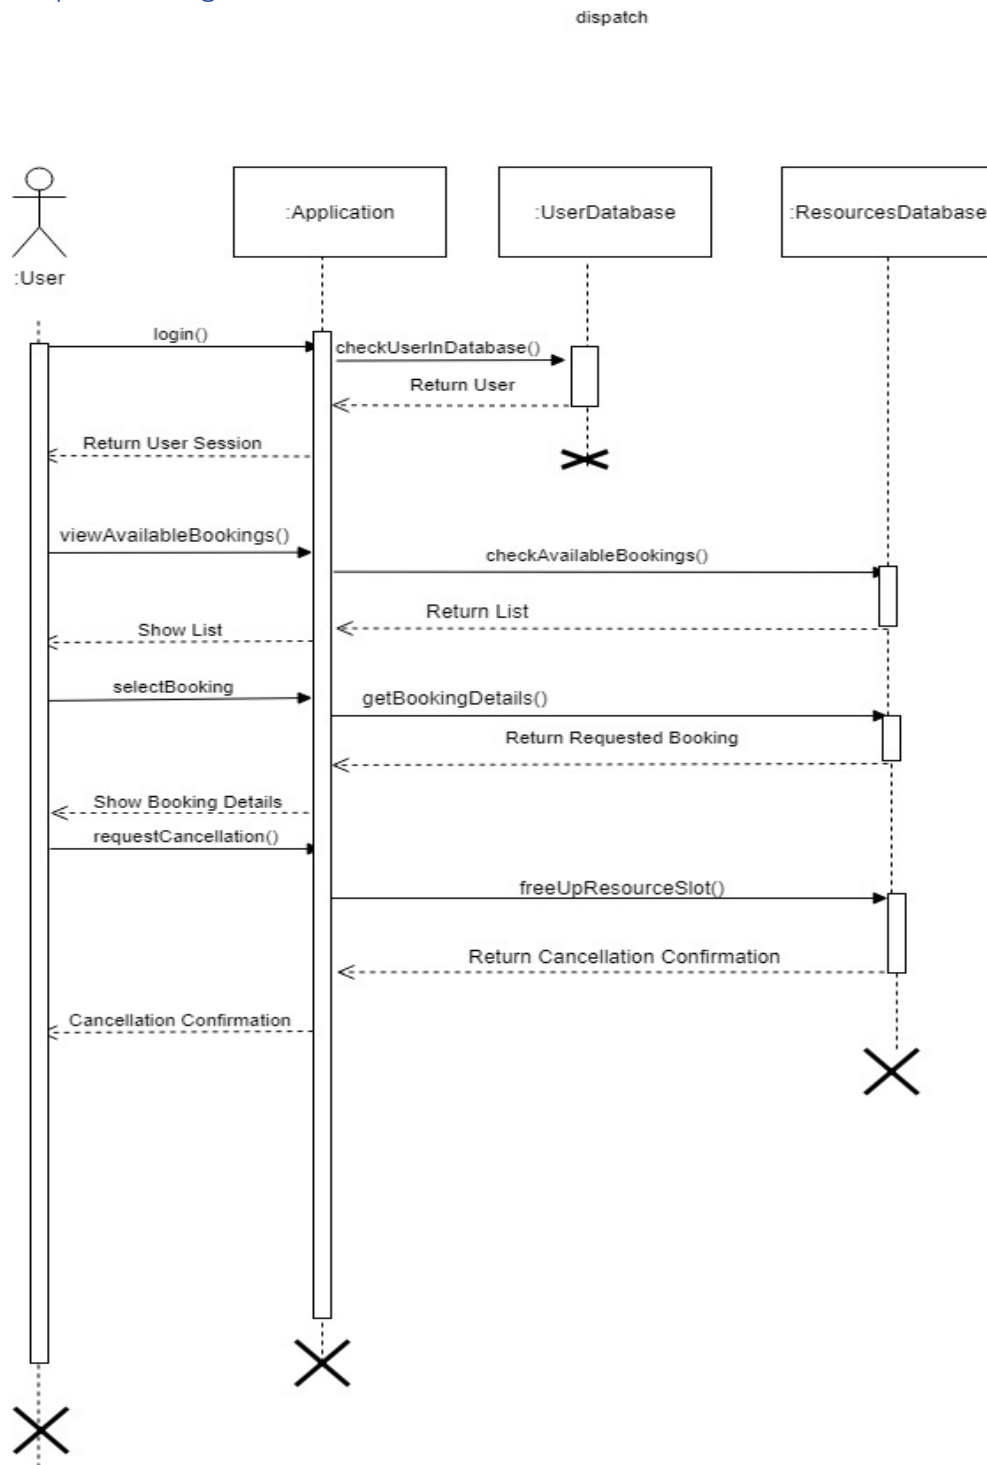 dispatch
:Application
:UserDatabase
:ResourcesDatabase
:User
login()
checkUserInDatabase()
Return User
Return User Session
viewAvailableBookings()
checkAvailableBookings()
Return List
Show List
selectBooking
getBookingDetails()
Return Requested Booking
Show Booking Details
requestCancellation()
freeUpResourceSlot()
Return Cancellation Confirmation
Cancellation Confirmation